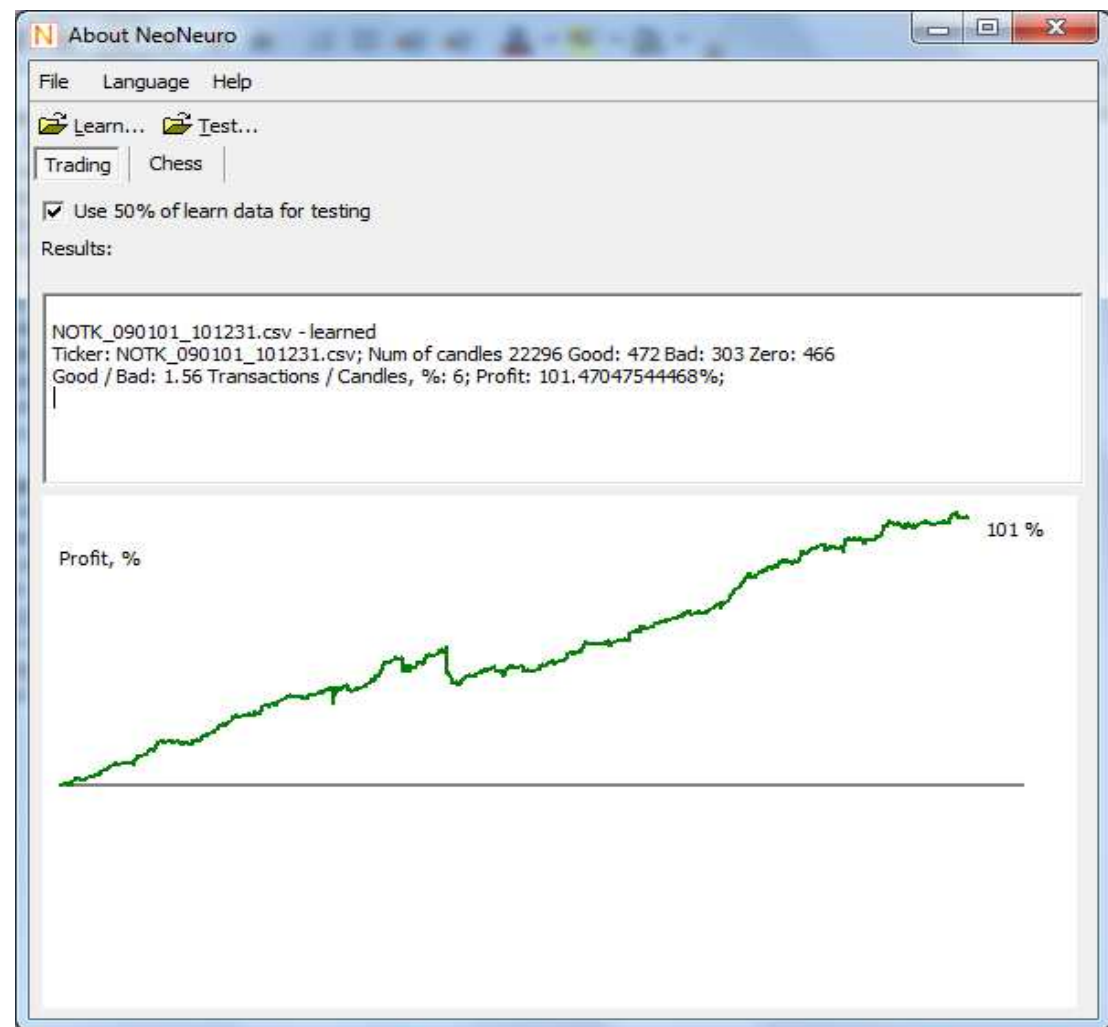 N About NeoNeuro
File Language Help
Learn... Test...
Trading Chess
Use 50% of learn data for testing
Results:
NOTK_090101_101231.csv - learned
Ticker: NOTK_090101_101231.csv; Num of candles 22296 Good: 472 Bad: 303 Zero: 466
Good / Bad: 1.56 Transactions / Candles, %: 6; Profit: 101.47047544468%;
101 %
Profit, %